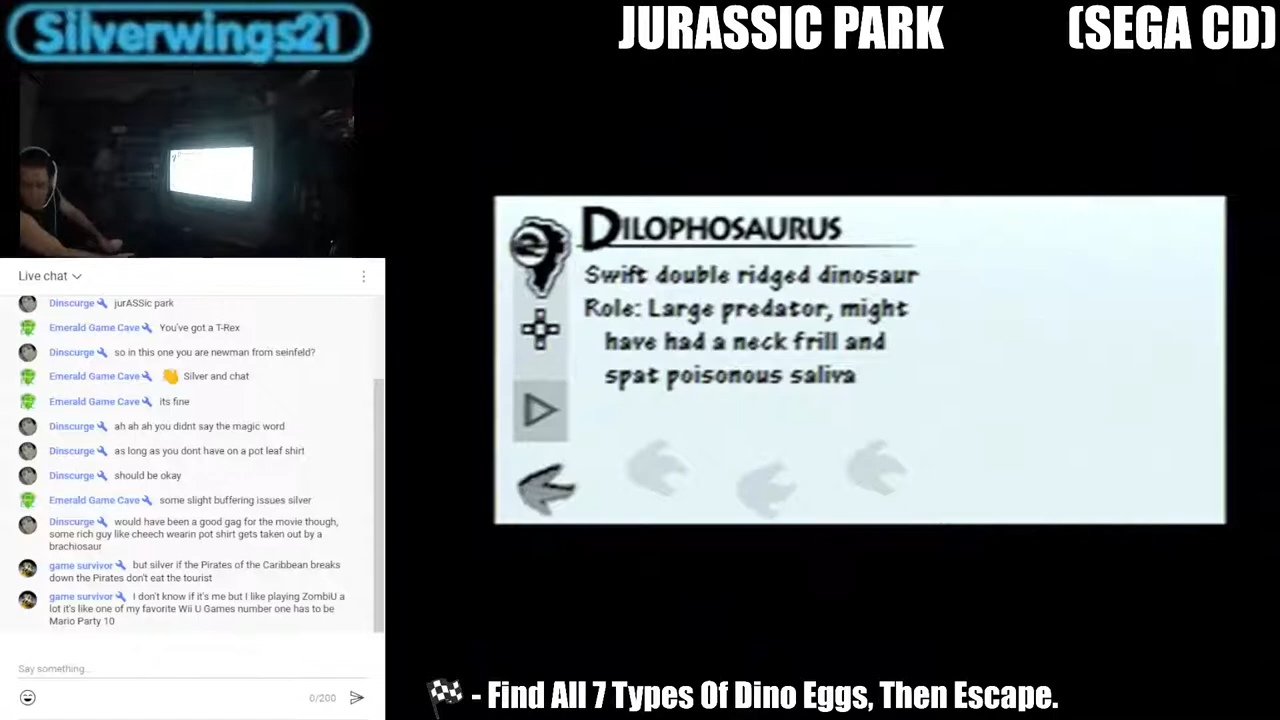 Silverwings21
JURASSIC PARK (SEGA CD)
Live chat
Dinscurge jurASSic park
Emerald Game Cave You've got a T-Rex
Dinscurge so in this one you are newman from seinfeld?
Emerald Game Cave 👋 Silver and chat
Emerald Game Cave its fine
Dinscurge ah ah ah you didnt say the magic word
Dinscurge as long as you dont have on a pot leaf shirt
Dinscurge should be okay
Emerald Game Cave some slight buffering issues silver
Dinscurge would have been a good gag for the movie though,
some rich guy like cheech wearin pot shirt gets taken out by a
brachiosaur
game survivor but silver if the Pirates of the Caribbean breaks
down the Pirates don't eat the tourist
game survivor I don't know if it's me but I like playing ZombiU a
lot it's like one of my favorite Wii U Games number one has to be
Mario Party 10
Say something...
0/200
DILOPHOSAURUS
Swift double ridged dinosaur
Role: Large predator, might
have had a neck frill and
spat poisonous saliva
- Find All 7 Types Of Dino Eggs, Then Escape.